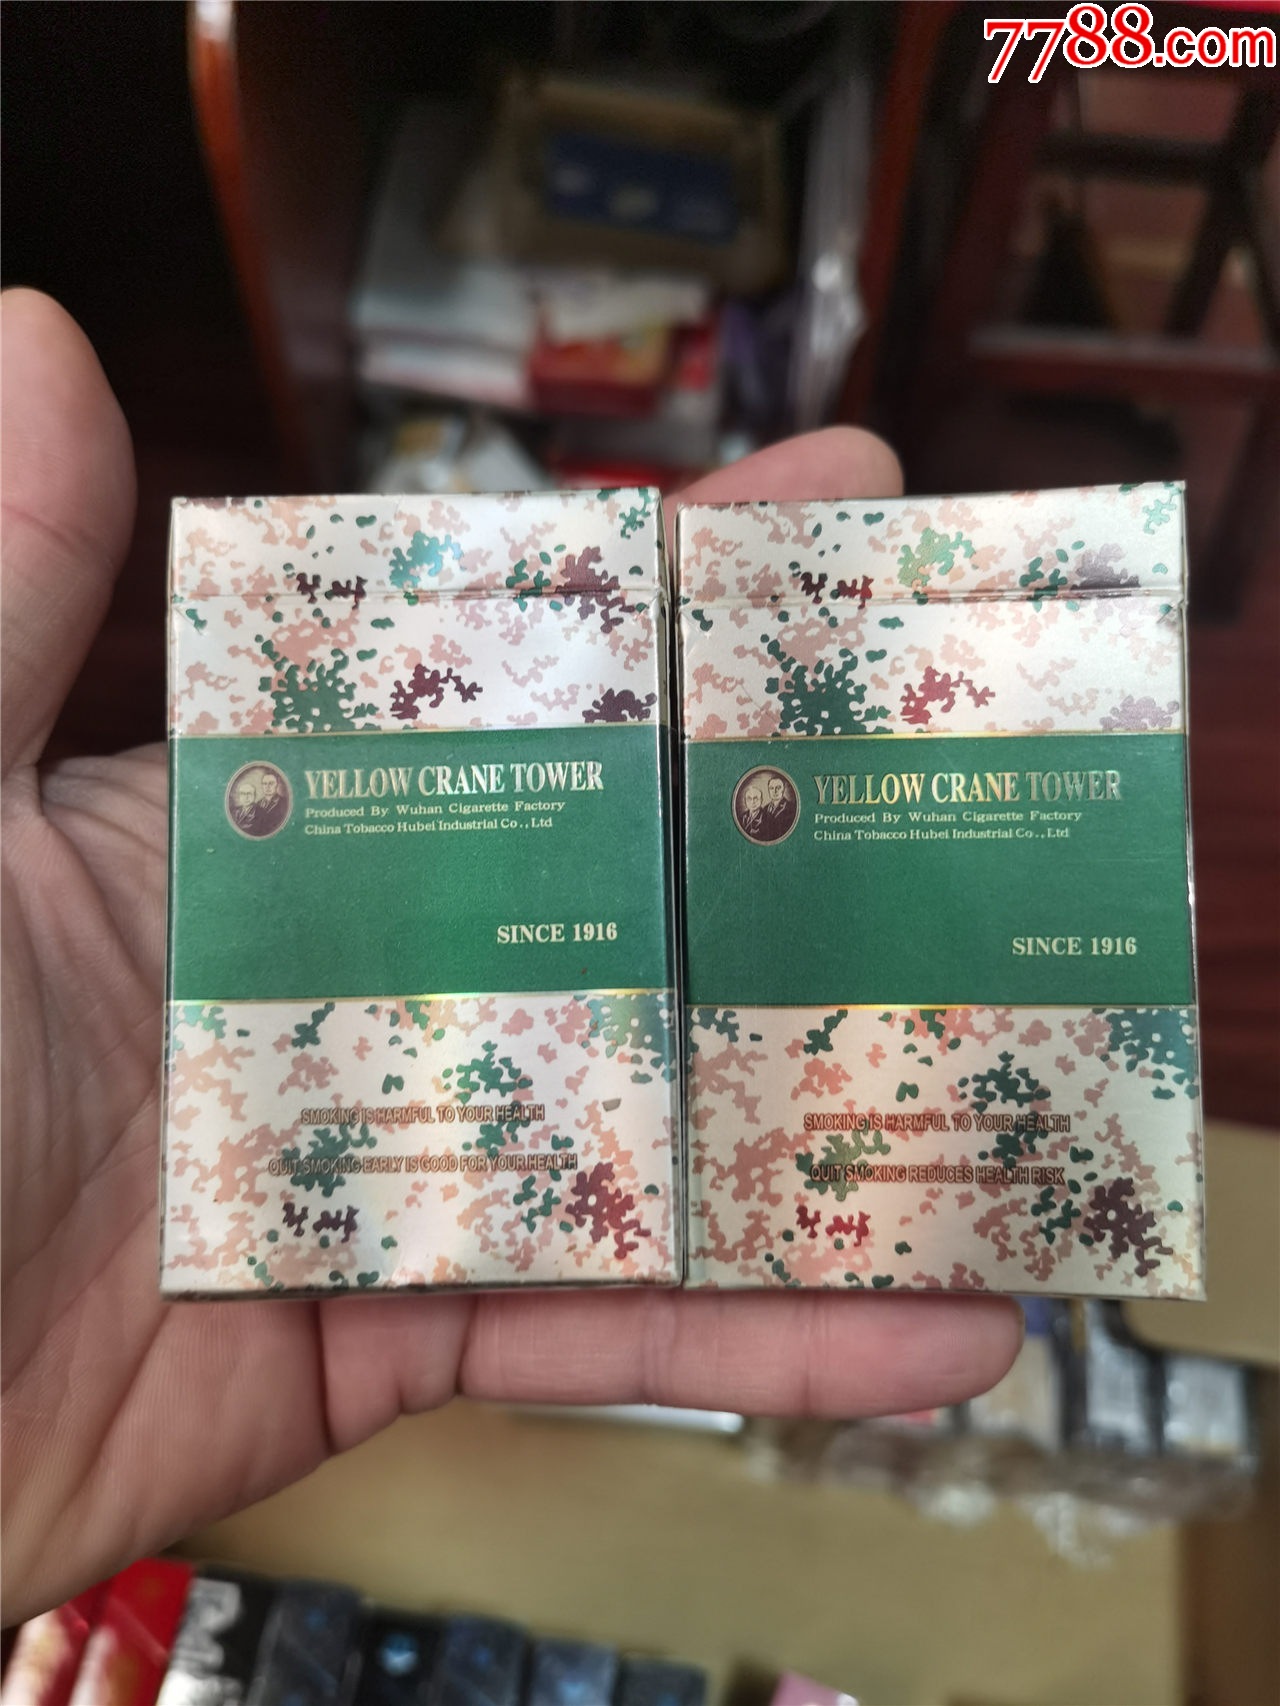 7788.com
YELLOW CRANE TOWER
Produced By Wuhan Cigarette Factory
China Tobacco Hubei Industrial Co.,Ltd
SINCE 1916
SMOKING IS HARMFUL TO YOUR HEALTH
QUIT SMOKING EARLY IS GOOD FOR YOUR HEALTH
YELLOW CRANE TOWER
Produced By Wuhan Cigarette Factory
China Tobacco Hubei Industrial Co.,Ltd
SINCE 1916
SMOKING IS HARMFUL TO YOUR HEALTH
QUIT SMOKING REDUCES HEALTH RISK